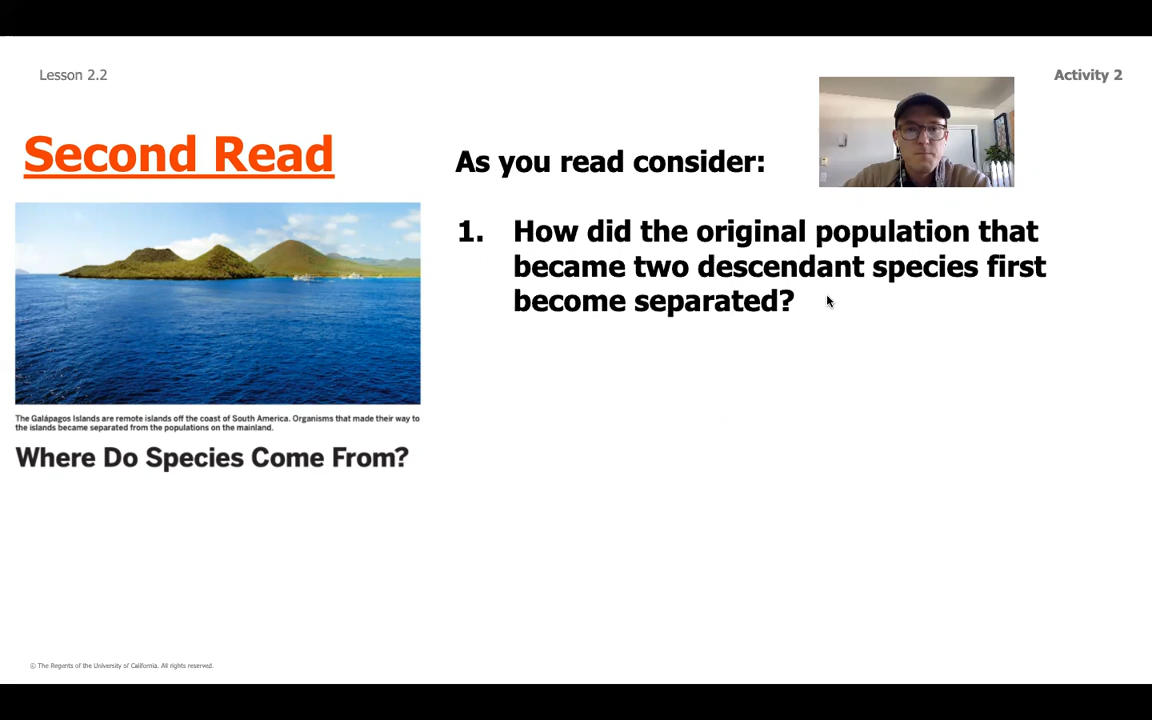 Lesson 2.2
Activity 2
Second Read
As you read consider:
1. How did the original population that
became two descendant species first
become separated?
The Galápagos Islands are remote islands off the coast of South America. Organisms that made their way to
the islands became separated from the populations on the mainland.
Where Do Species Come From?
© The Regents of the University of California. All rights reserved.